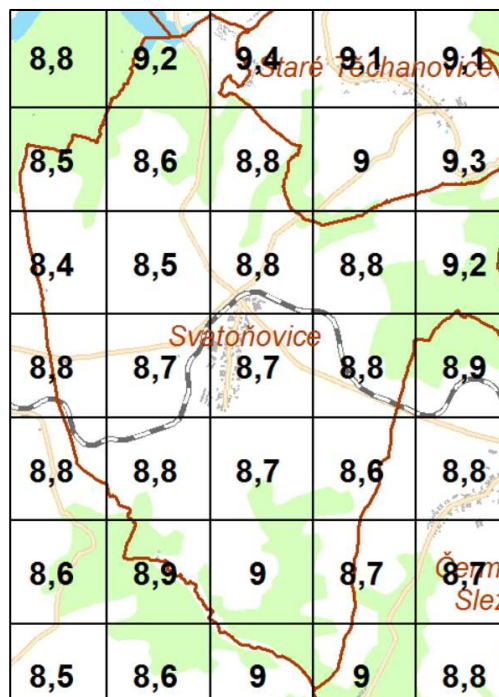 8,8 9,2 9,4 9,1 9,1
Staré Těchanovice
8,5 8,6 8,8 9 9,3
8,4 8,5 8,8 8,8 9,2
Svatoňovice
8,8 8,7 8,7 8,8 8,9
8,8 8,8 8,7 8,6 8,8
8,6 8,9 9 8,7 8,7
Čerm
Slez
8,5 8,6 9 9 8,8